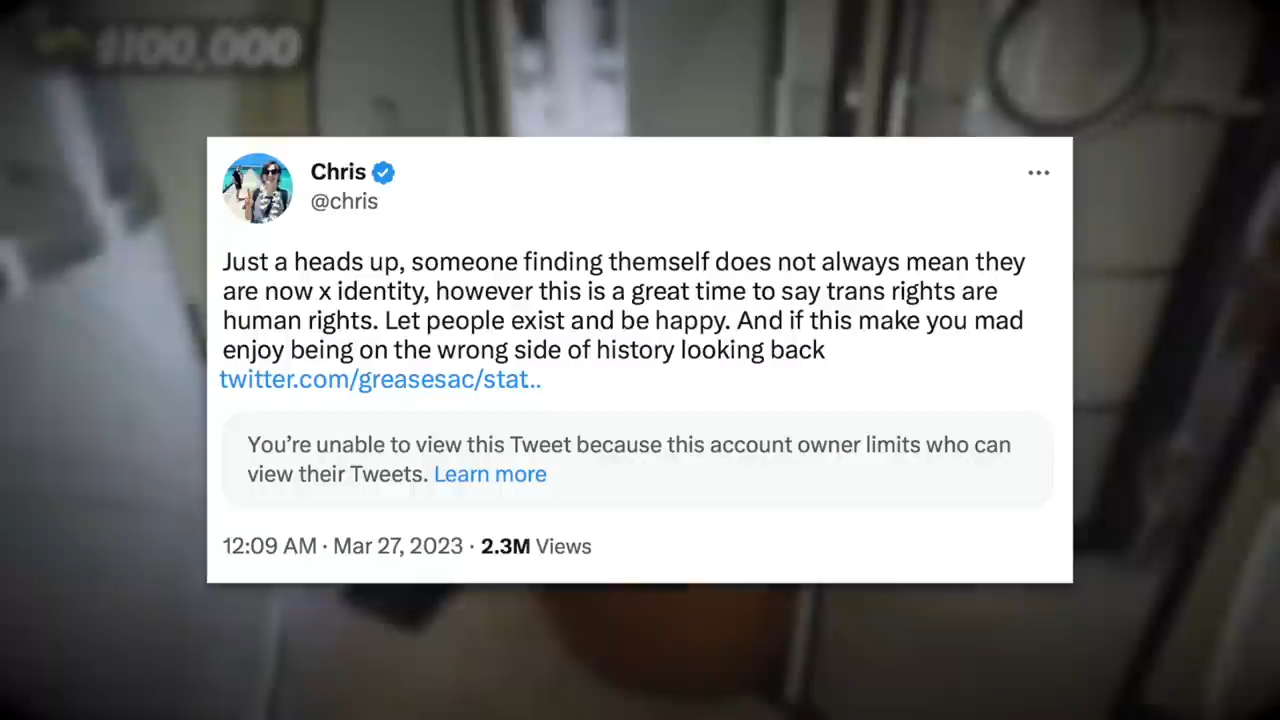 $100,000
Chris
@chris
Just a heads up, someone finding themself does not always mean they
are now x identity, however this is a great time to say trans rights are
human rights. Let people exist and be happy. And if this make you mad
enjoy being on the wrong side of history looking back
twitter.com/greasesac/stat..
You’re unable to view this Tweet because this account owner limits who can
view their Tweets. Learn more
12:09 AM · Mar 27, 2023 · 2.3M Views